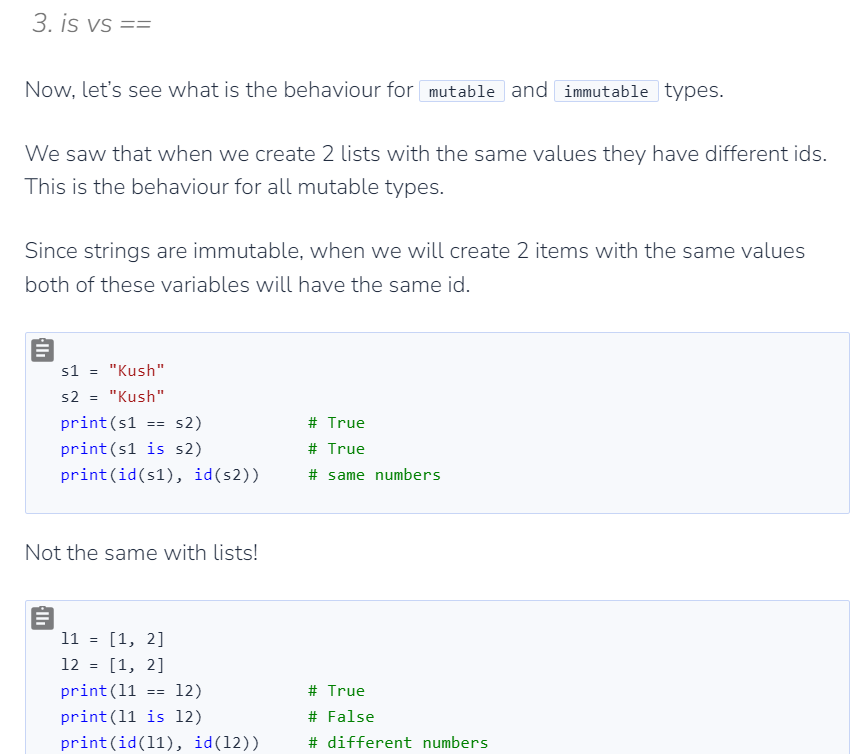 3. is vs ==
Now, let's see what is the behaviour for mutable and immutable types.
We saw that when we create 2 lists with the same values they have different ids.
This is the behaviour for all mutable types.
Since strings are immutable, when we will create 2 items with the same values
both of these variables will have the same id.
s1 = "Kush"
s2 = "Kush"
print(s1 == s2)           # True
print(s1 is s2)           # True
print(id(s1), id(s2))     # same numbers
Not the same with lists!
l1 = [1, 2]
l2 = [1, 2]
print(l1 == l2)           # True
print(l1 is l2)           # False
print(id(l1), id(l2))     # different numbers